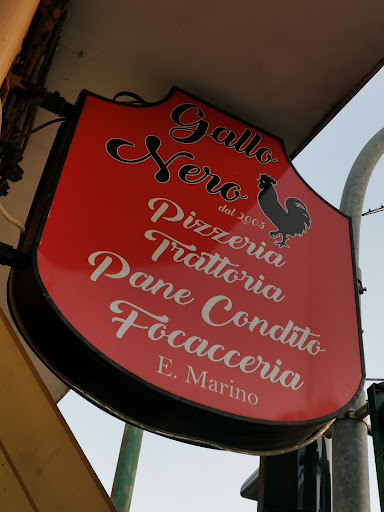 Gallo
Nero
dal 2003
Pizzeria
Trattoria
Pane Condito
Focacceria
E. Marino